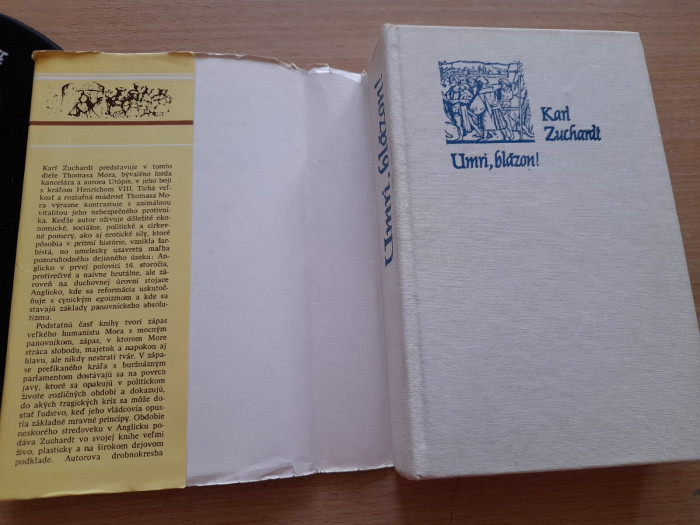 Karl Zuchardt predstavuje v tomto
diele Thomasa Mora, bývalého lorda
kancelára a autora Utópie, v jeho boji
s kráľom Henrichom VIII. Tichá veľ-
kosť a rozšafná múdrosť Thomasa Mo-
ra výrazne kontrastuje s animálnou
vitalitou jeho nebezpečného protivní-
ka. Keďže autor oživuje dôležité eko-
nomické, sociálne, politické a cirkev-
né pomery, ako aj erotické sily, ktoré
pôsobia v prítmí histórie, vznikla far-
bistá, no umelecky uzavretá maľba
pozoruhodného dejinného úseku: An-
glicko v prvej polovici 16. storočia,
protirečivé a naivne brutálne, ale zá-
roveň na duchovnej úrovni stojace
Anglicko, kde sa reformácia uskutoč-
ňuje s cynickým egoizmom a kde sa
stavajú základy panovníckeho absolu-
tizmu.
Podstatnú časť knihy tvorí zápas
veľkého humanistu Mora s mocným
panovníkom, zápas, v ktorom More
stráca slobodu, majetok a napokon aj
hlavu, ale nikdy nestratí tvár. V zápa-
se prefíkaného kráľa s buržoáznym
parlamentom dostávajú sa na povrch
javy, ktoré sa opakujú v politickom
živote rozličných období a dokazujú,
do akých tragických kríz sa môže do-
stať ľudstvo, keď jeho vládcovia opus-
tia základné mravné princípy. Obdobie
neskorého stredoveku v Anglicku po-
dáva Zuchardt vo svojej knihe veľmi
živo, plasticky a na širokom dejovom
podklade. Autorova drobnokresba
Umri, blázon!
Karl
Zuchardt
Umri, blázon!